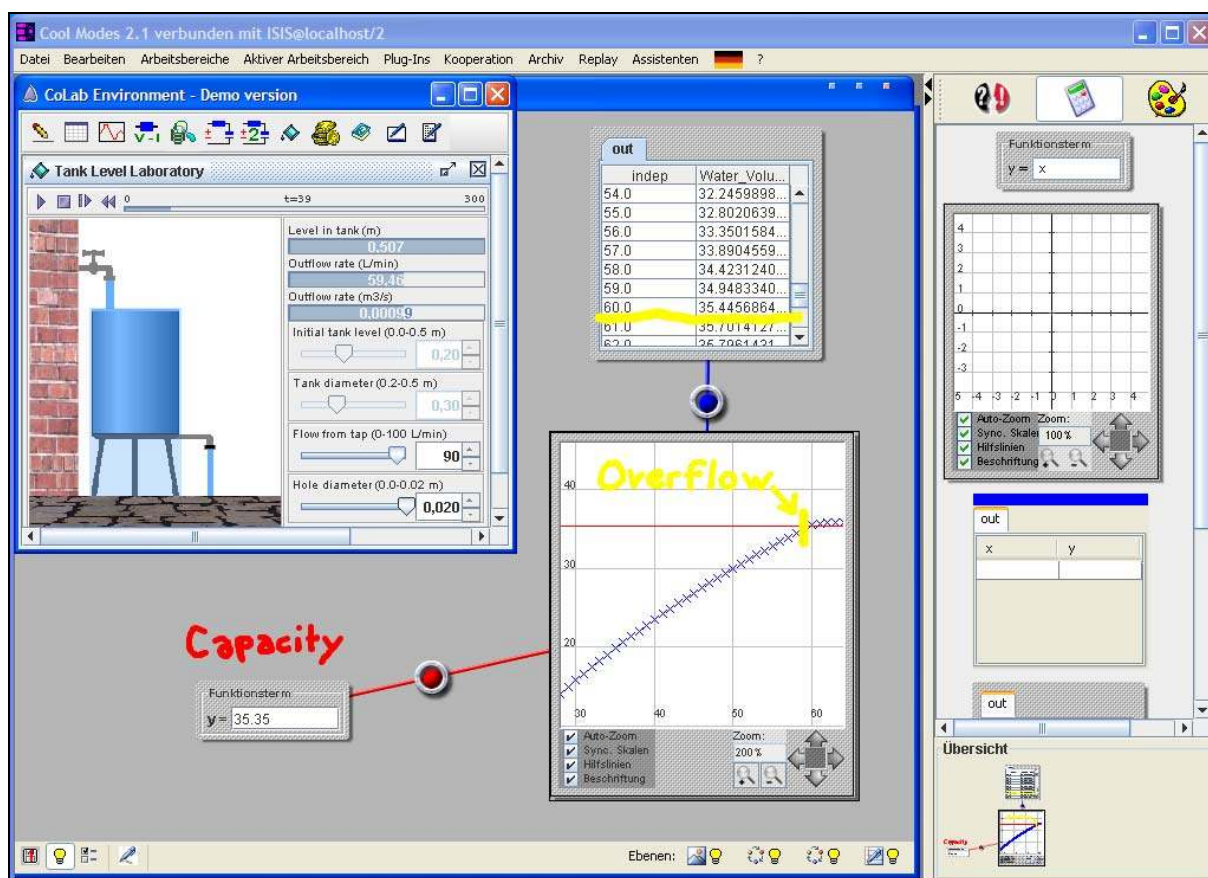 Cool Modes 2.1 verbunden mit ISIS@localhost/2
Datei Bearbeiten Arbeitsbereiche Aktiver Arbeitsbereich Plug-Ins Kooperation Archiv Replay Assistenten ?
CoLab Environment - Demo version
Tank Level Laboratory
0 t=39 300
Level in tank (m)
0.507
Outflow rate (L/min)
59.46
Outflow rate (m3/s)
0.00099
Initial tank level (0.0-0.5 m)
0,20
Tank diameter (0.2-0.5 m)
0,30
Flow from tap (0-100 L/min)
90
Hole diameter (0.0-0.02 m)
0,020
out
indep Water_Volu...
54.0 32.2459898...
55.0 32.8020639...
56.0 33.3501584...
57.0 33.8904559...
58.0 34.4231240...
59.0 34.9483340...
60.0 35.4456864...
61.0 35.7014127...
62.0
Overflow
40
30
20
30 40 50 60
Auto-Zoom
Sync. Skalen
Hilfslinien
Beschriftung
Zoom:
200 %
Capacity
Funktionsterm
y = 35.35
Ebenen:
Funktionsterm
y = x
4
3
2
1
0
-1
-2
-3
5 -4 -3 -2 -1 0 1 2 3 4
Auto-Zoom Zoom:
Sync. Skalen 100 %
Hilfslinien
Beschriftung
out
x y
out
Übersicht
Capacity